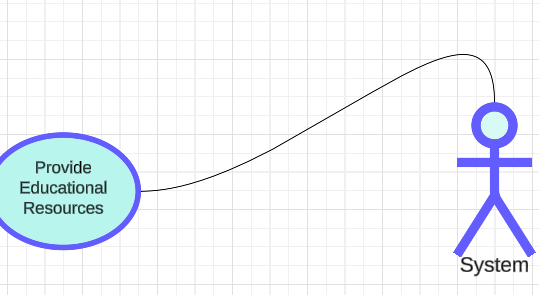 Provide
Educational
Resources
System